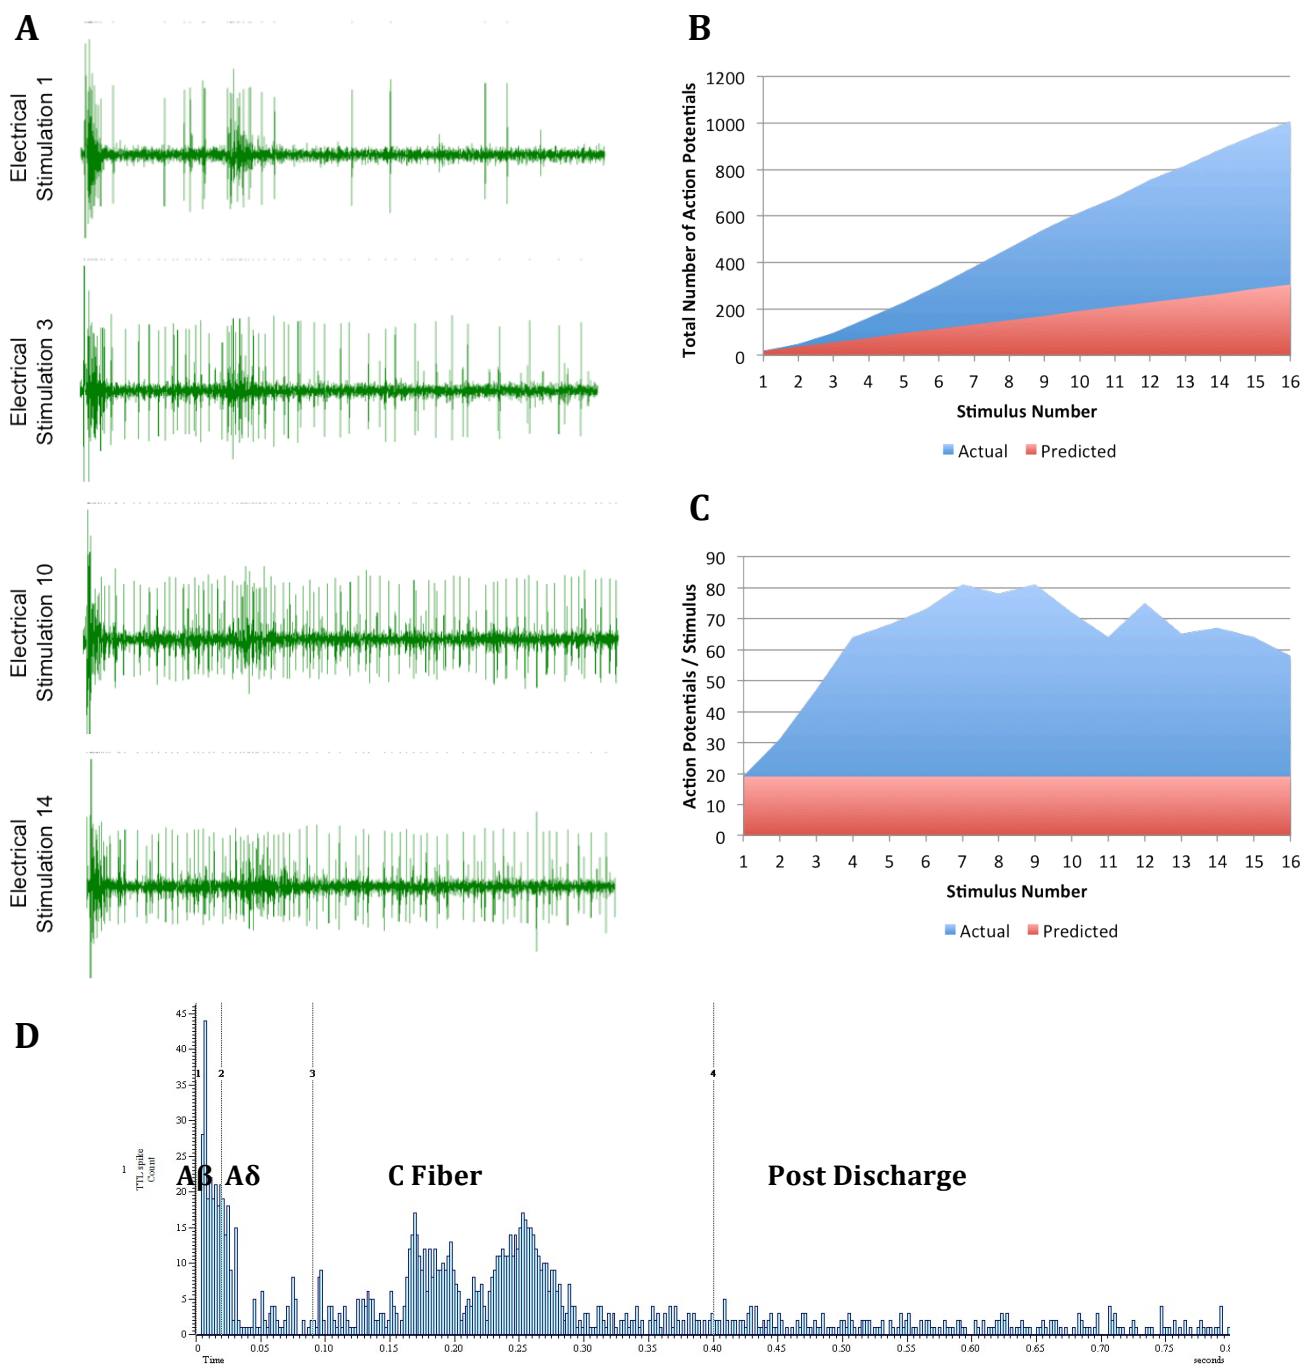 A
Electrical
Stimulation 1
Electrical
Stimulation 3
Electrical
Stimulation 10
Electrical
Stimulation 14
B
Total Number of Action Potentials
1200
1000
800
600
400
200
0
1 2 3 4 5 6 7 8 9 10 11 12 13 14 15 16
Stimulus Number
Actual Predicted
C
Action Potentials / Stimulus
90
80
70
60
50
40
30
20
10
0
1 2 3 4 5 6 7 8 9 10 11 12 13 14 15 16
Stimulus Number
Actual Predicted
D
1
TTL spike
Count
45
40
35
30
25
20
15
10
5
0
1 2 3 4
Aβ Aδ C Fiber Post Discharge
0 0.05 0.10 0.15 0.20 0.25 0.30 0.35 0.40 0.45 0.50 0.55 0.60 0.65 0.70 0.75
Time seconds